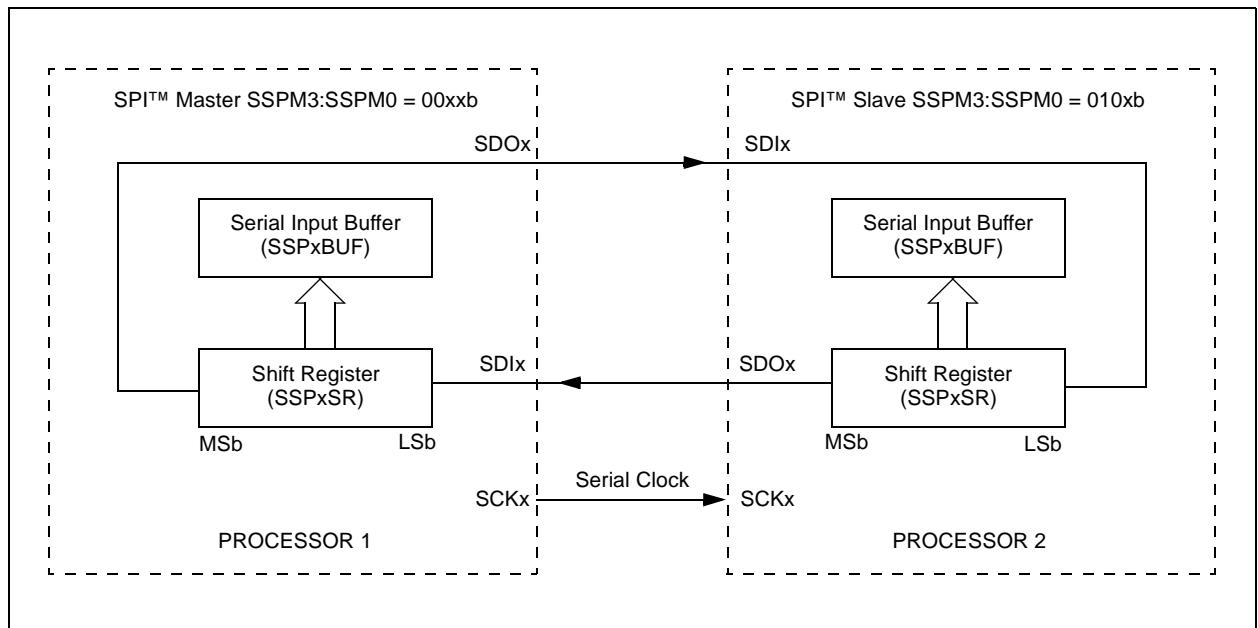 SPI™ Master SSPM3:SSPM0 = 00xxb
SPI™ Slave SSPM3:SSPM0 = 010xb
SDOx
SDIx
Serial Input Buffer
(SSPxBUF)
Serial Input Buffer
(SSPxBUF)
SDIx
SDOx
Shift Register
(SSPxSR)
Shift Register
(SSPxSR)
MSb
LSb
MSb
LSb
Serial Clock
SCKx
SCKx
PROCESSOR 1
PROCESSOR 2